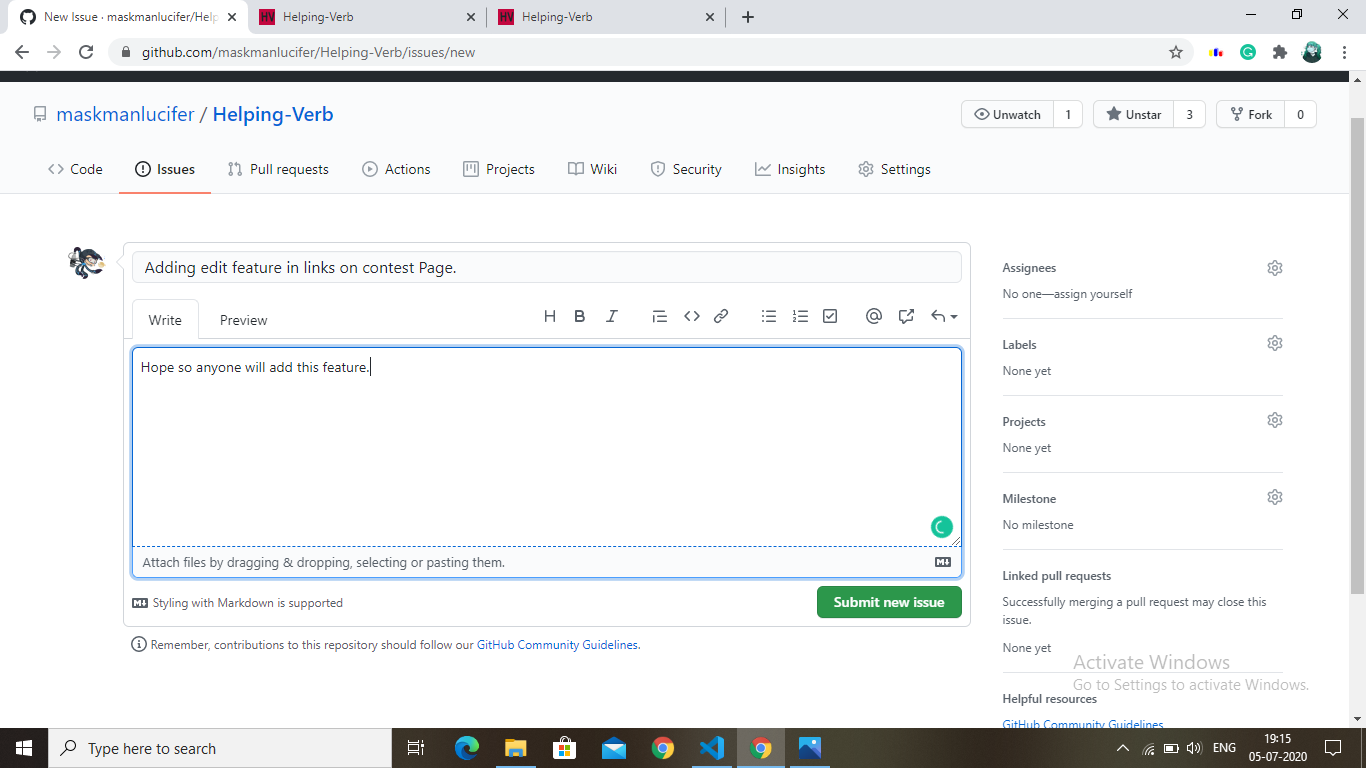 New Issue · maskmanlucifer/Help
Helping-Verb
Helping-Verb
github.com/maskmanlucifer/Helping-Verb/issues/new
maskmanlucifer / Helping-Verb
Unwatch 1
Unstar 3
Fork 0
Code
Issues
Pull requests
Actions
Projects
Wiki
Security
Insights
Settings
Adding edit feature in links on contest Page.
Write
Preview
H B I
Hope so anyone will add this feature.
Attach files by dragging & dropping, selecting or pasting them.
Styling with Markdown is supported
Submit new issue
Remember, contributions to this repository should follow our GitHub Community Guidelines.
Assignees
No one—assign yourself
Labels
None yet
Projects
None yet
Milestone
No milestone
Linked pull requests
Successfully merging a pull request may close this
issue.
None yet
Helpful resources
GitHub Community Guidelines
Activate Windows
Go to Settings to activate Windows.
Type here to search
ENG
19:15
05-07-2020